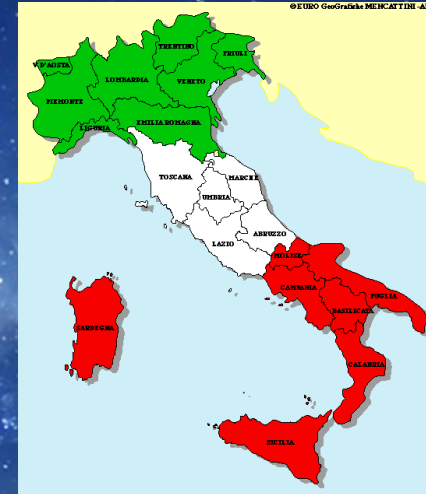 ©EURO GeoGrafiche MENCATTINI - A
TRENTINO
FRIULI
V.D'AOSTA
LOMBARDIA
VENETO
PIEMONTE
EMILIA ROMAGNA
LIGURIA
TOSCANA
MARCHE
UMBRIA
ABRUZZO
LAZIO
MOLISE
CAMPANIA
PUGLIA
BASILICATA
SARDEGNA
CALABRIA
SICILIA